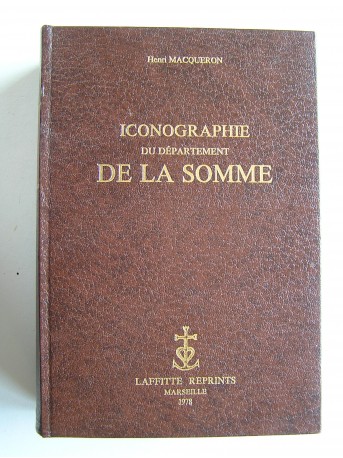 Henri MACQUERON
ICONOGRAPHIE
DU DÉPARTEMENT
DE LA SOMME
LAFFITTE REPRINTS
MARSEILLE
1978